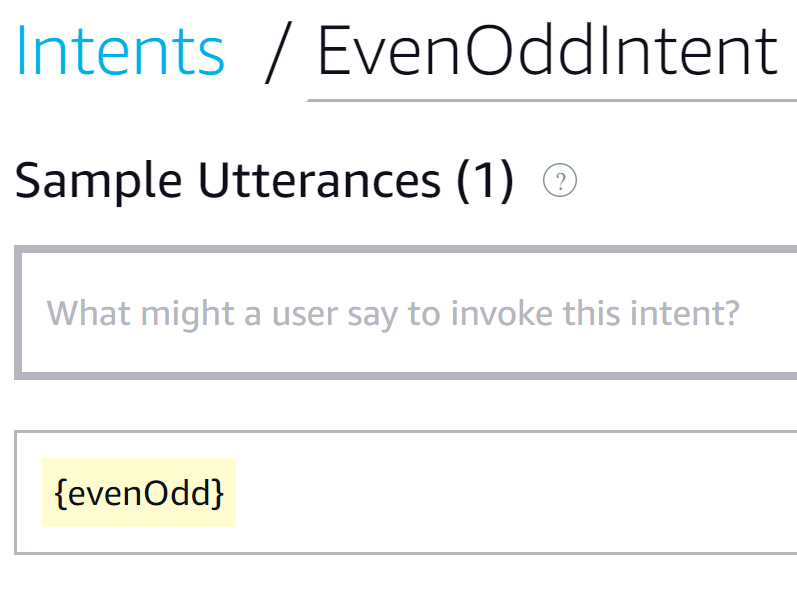 Intents / EvenOddIntent
Sample Utterances (1) ?
What might a user say to invoke this intent?
{evenOdd}